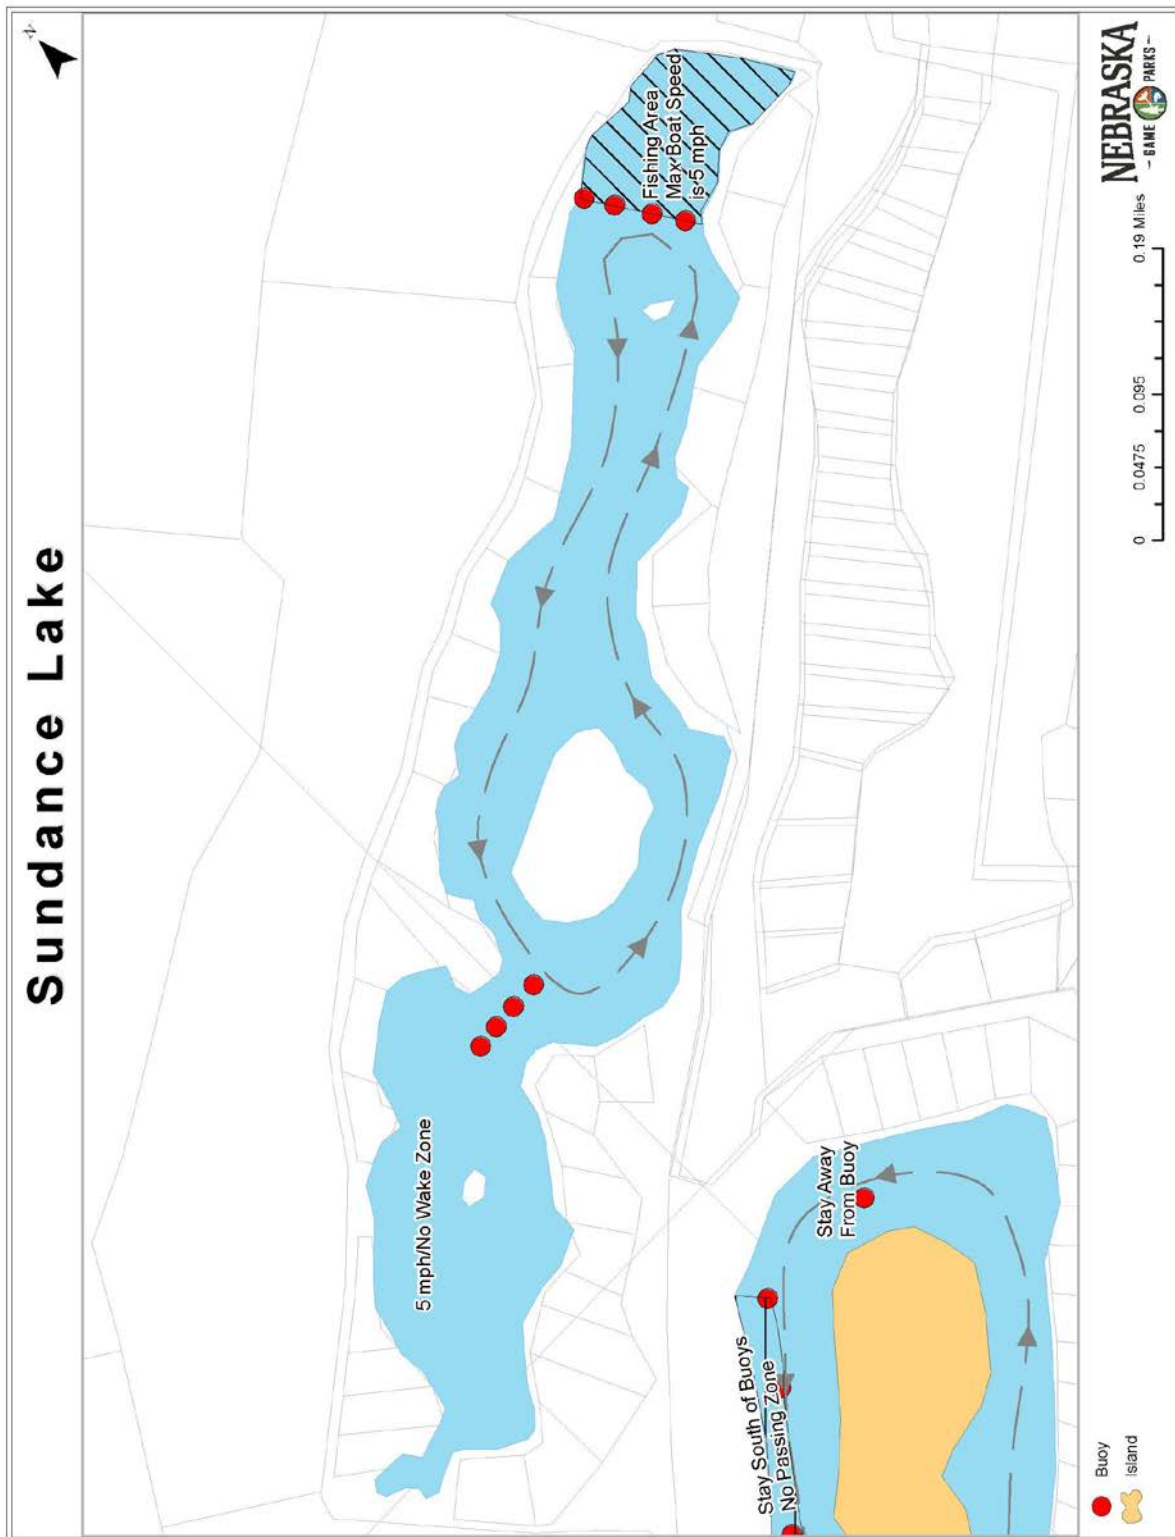 Sundance Lake
N
Fishing Area
Max Boat Speed
is 5 mph
5 mph/No Wake Zone
Stay Away
From Buoy
Stay South of Buoys
No Passing Zone
Buoy
Island
0 0.0475 0.095 0.19 Miles
NEBRASKA
– GAME PARKS –